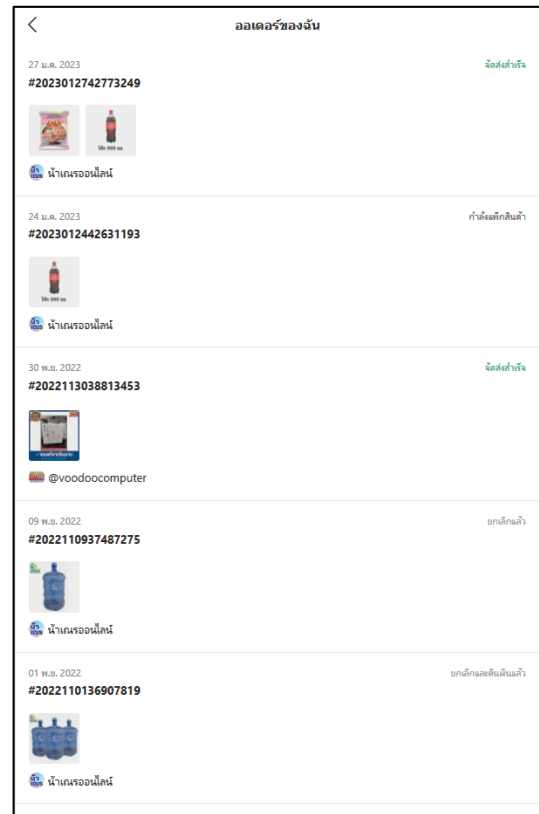 ออเดอร์ของฉัน
27 ม.ค. 2023
จัดส่งสำเร็จ
#2023012742773249
โค้ก 999 มล.
น้าเณรออนไลน์
24 ม.ค. 2023
กำลังแพ็กสินค้า
#2023012442631193
น้าเณรออนไลน์
30 พ.ย. 2022
จัดส่งสำเร็จ
#2022113038813453
@voodoocomputer
09 พ.ย. 2022
ยกเลิกแล้ว
#2022110937487275
น้าเณรออนไลน์
01 พ.ย. 2022
ยกเลิกและคืนเงินแล้ว
#2022110136907819
น้าเณรออนไลน์